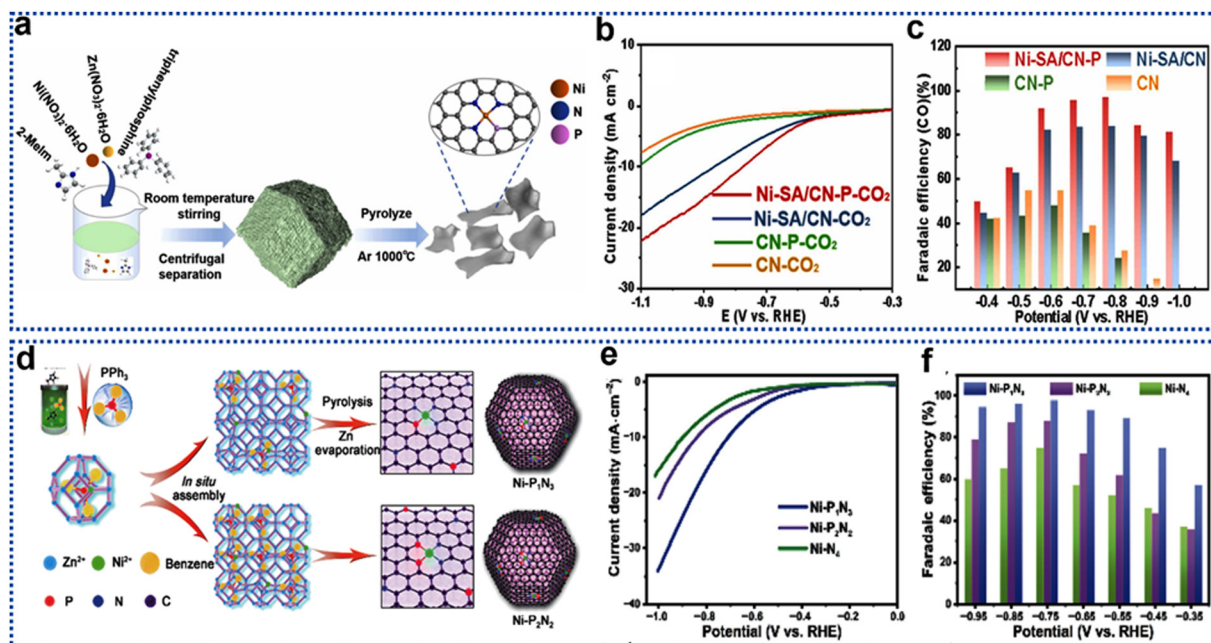 a
2-MeIm
Ni(NO₃)₂·6H₂O
Zn(NO₃)₂·6H₂O
triphenylphosphine
Room temperature
stirring
Centrifugal
separation
Pyrolyze
Ar 1000℃
Ni
N
P
b
Current density (mA cm⁻²)
10
0
-10
-20
-30
Ni-SA/CN-P-CO₂
Ni-SA/CN-CO₂
CN-P-CO₂
CN-CO₂
-1.1 -0.9 -0.7 -0.5 -0.3
E (V vs. RHE)
c
Faradaic efficiency (CO)(%)
120
100
80
60
40
20
Ni-SA/CN-P Ni-SA/CN
CN-P CN
-0.4 -0.5 -0.6 -0.7 -0.8 -0.9 -1.0
Potential (V vs. RHE)
d
PPh₃
In situ
assembly
Pyrolysis
Zn
evaporation
Ni-P₁N₃
Ni-P₂N₂
Zn²⁺ Ni²⁺ Benzene
P N C
e
Current density (mA·cm⁻²)
0
−10
−20
−30
−40
Ni-P₁N₃
Ni-P₂N₂
Ni-N₄
−1.0 −0.8 −0.6 −0.4 −0.2 0.0
Potential (V vs. RHE)
f
Faradaic efficiency (%)
100
80
60
40
20
0
Ni-N₄
−0.95 −0.85 −0.75 −0.65 −0.55 −0.45 −0.35
Potential (V vs. RHE)